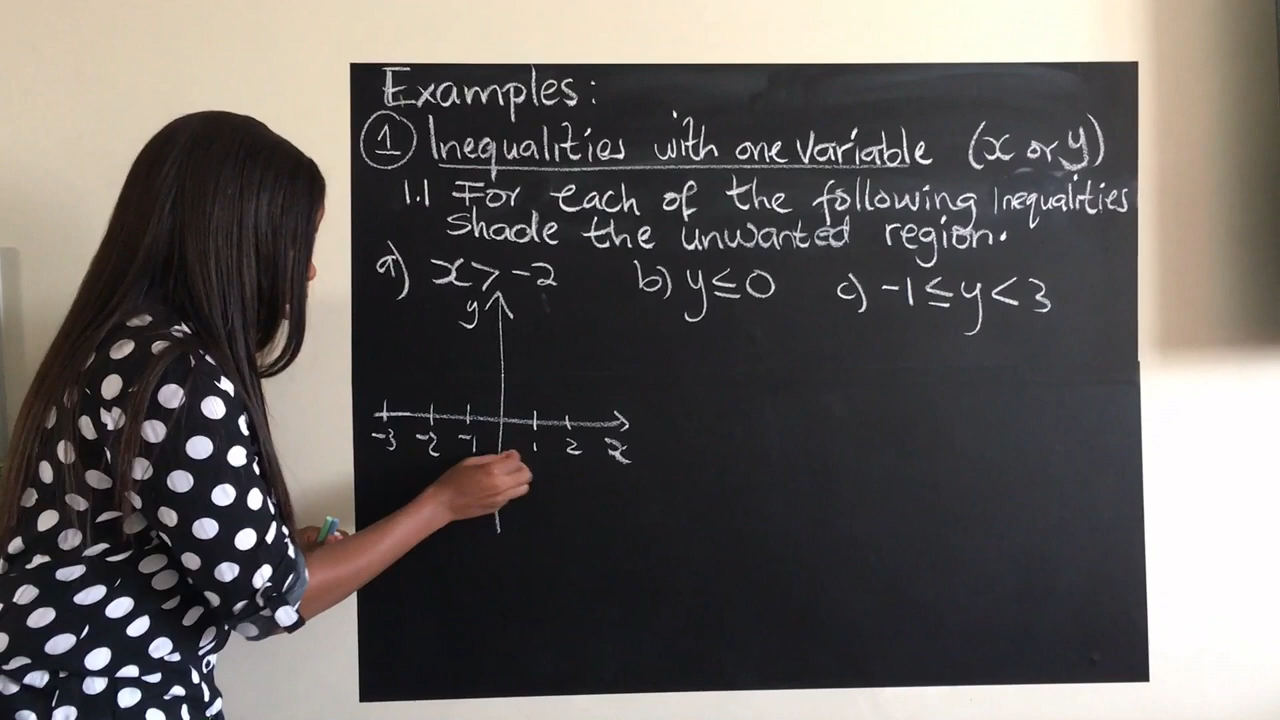 Examples:
1 Inequalities with one variable (x or y)
1.1 For each of the following inequalities
shade the unwanted region.
a) x > -2 b) y ≤ 0 c) -1 ≤ y < 3
y
-3 -2 -1 1 2 x